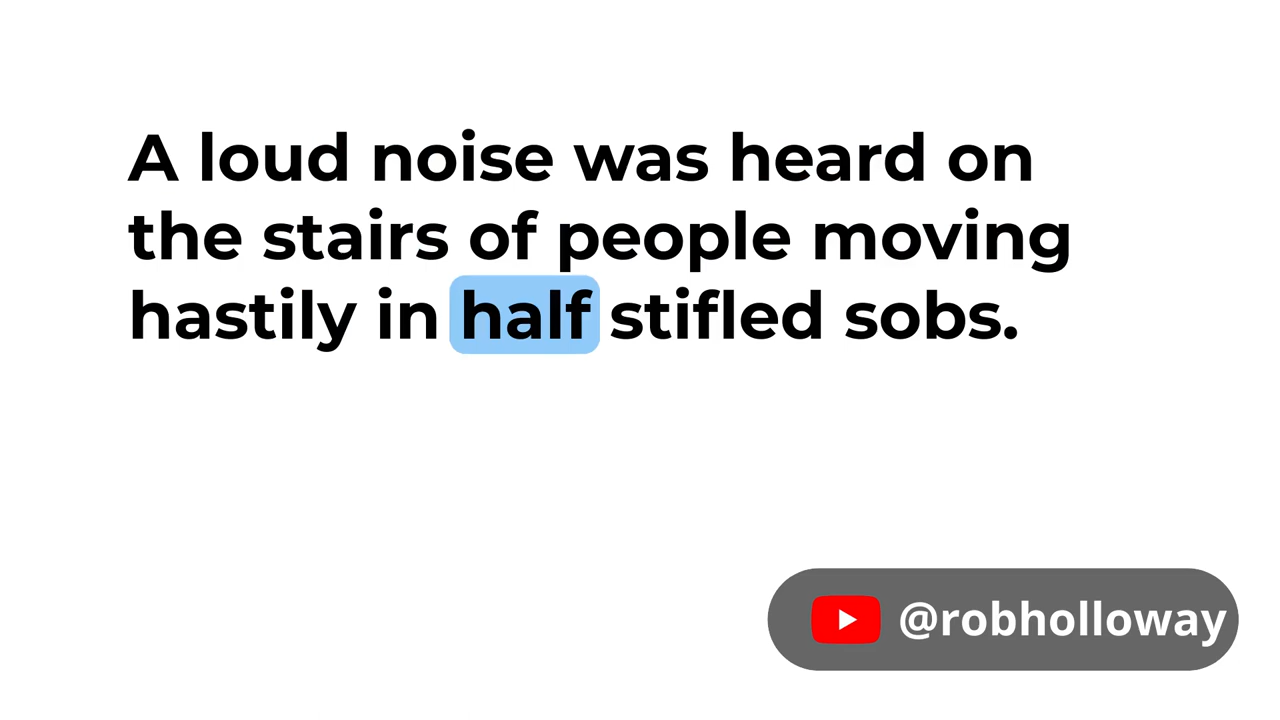 A loud noise was heard on
the stairs of people moving
hastily in half stifled sobs.
@robholloway